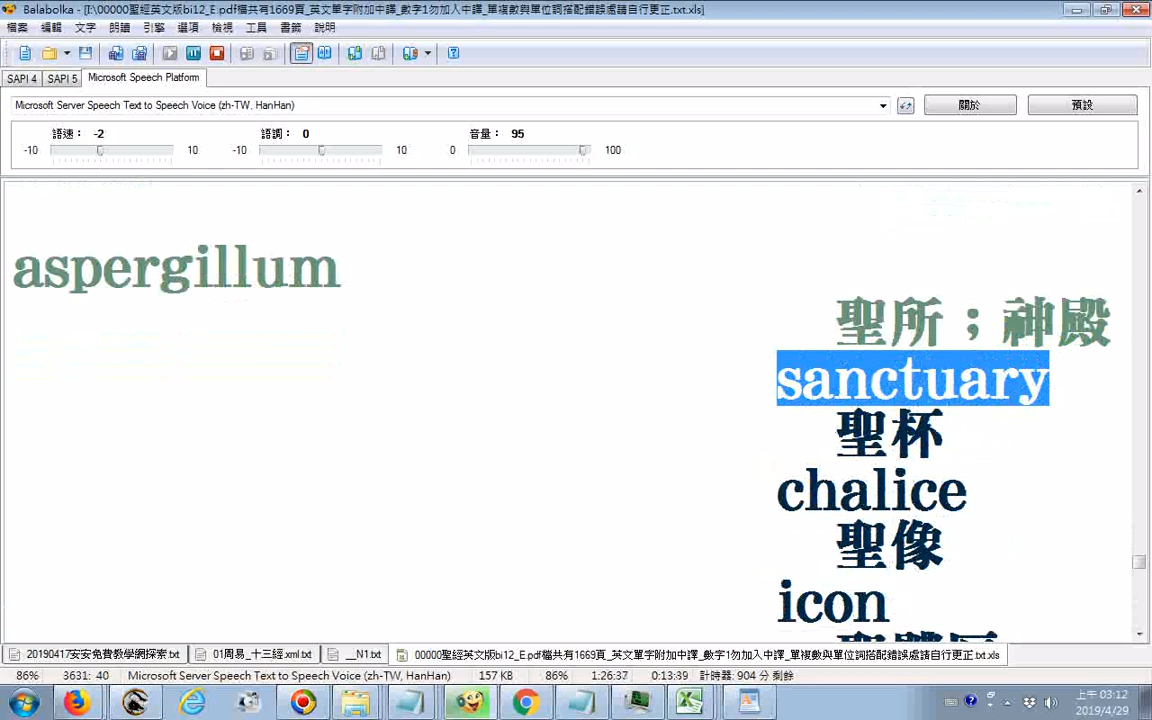 Balabolka - [I:\00000聖經英文版bi12_E.pdf檔共有1669頁_英文單字附加中譯_數字1勿加入中譯_單複數與單位詞搭配錯誤處請自行更正.txt.xls]
檔案 編輯 文字 朗讀 引擎 選項 檢視 工具 書籤 說明
SAPI 4 SAPI 5 Microsoft Speech Platform
Microsoft Server Speech Text to Speech Voice (zh-TW, HanHan) 關於 預設
語速： -2 語調： 0 音量： 95
-10 10 -10 10 0 100
aspergillum
聖所；神殿
sanctuary
聖杯
chalice
聖像
icon
20190417安安免費教學網探索.txt 01周易_十三經.xml.txt __N1.txt 00000聖經英文版bi12_E.pdf檔共有1669頁_英文單字附加中譯_數字1勿加入中譯_單複數與單位詞搭配錯誤處請自行更正.txt.xls
86% 3631: 40 Microsoft Server Speech Text to Speech Voice (zh-TW, HanHan) 157 KB 86% 1:26:37 0:13:39 計時器: 904 分 剩餘
上午 03:12
2019/4/29